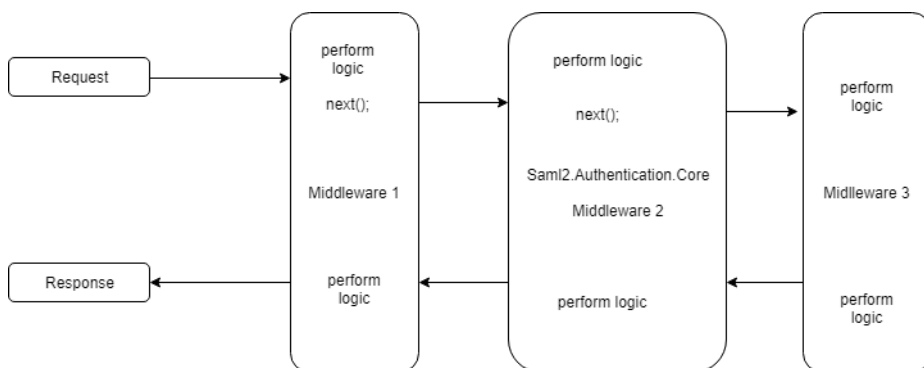 Request
perform
logic
next();
Middleware 1
perform
logic
Response
perform logic
next();
Saml2.Authentication.Core
Middleware 2
perform logic
perform
logic
Midlleware 3
perform
logic